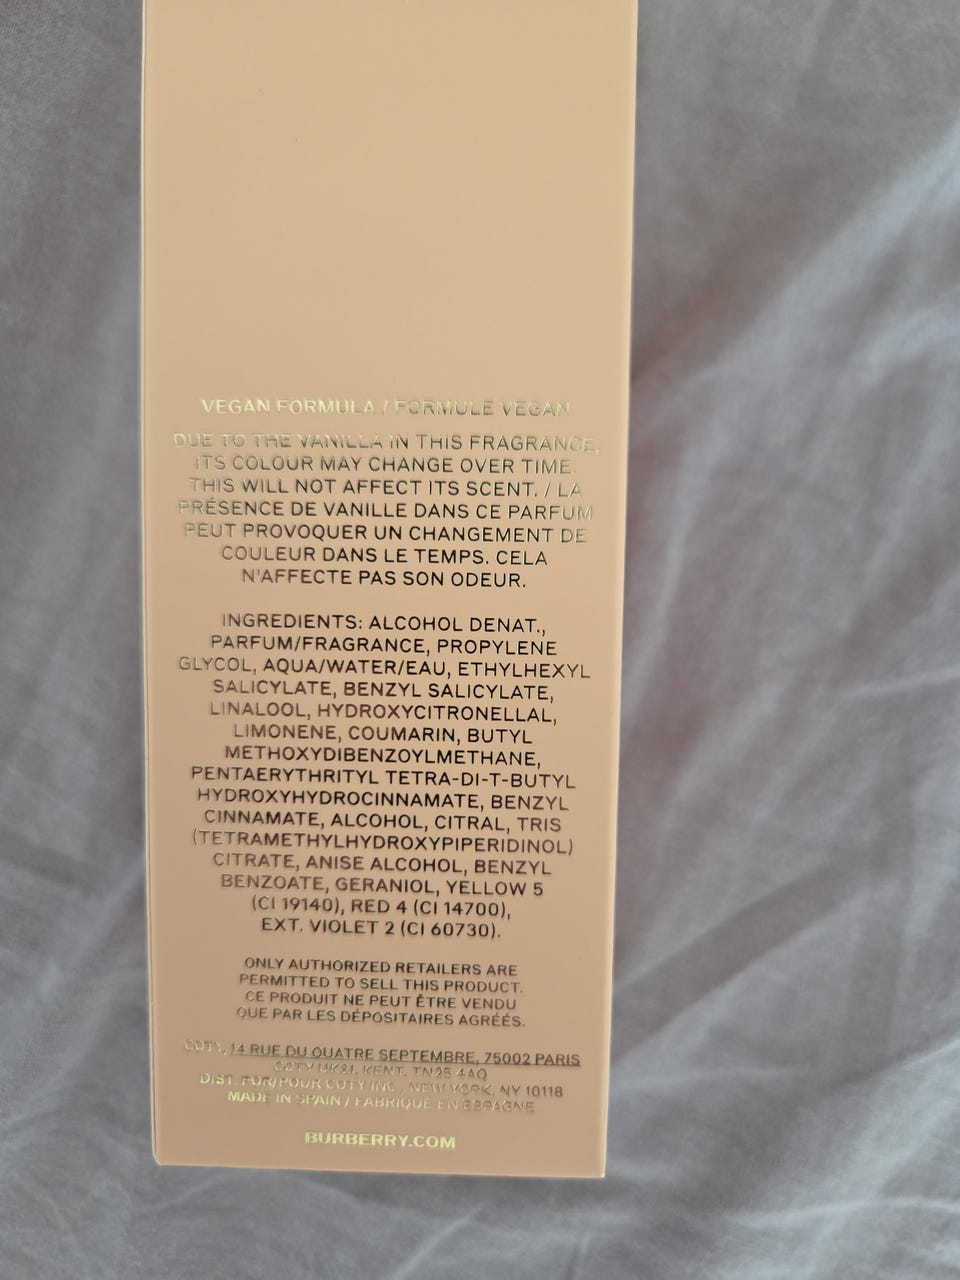 VEGAN FORMULA / FORMULE VEGAN
DUE TO THE VANILLA IN THIS FRAGRANCE,
ITS COLOUR MAY CHANGE OVER TIME.
THIS WILL NOT AFFECT ITS SCENT. / LA
PRÉSENCE DE VANILLE DANS CE PARFUM
PEUT PROVOQUER UN CHANGEMENT DE
COULEUR DANS LE TEMPS. CELA
N'AFFECTE PAS SON ODEUR.
INGREDIENTS: ALCOHOL DENAT.,
PARFUM/FRAGRANCE, PROPYLENE
GLYCOL, AQUA/WATER/EAU, ETHYLHEXYL
SALICYLATE, BENZYL SALICYLATE,
LINALOOL, HYDROXYCITRONELLAL,
LIMONENE, COUMARIN, BUTYL
METHOXYDIBENZOYLMETHANE,
PENTAERYTHRITYL TETRA-DI-T-BUTYL
HYDROXYHYDROCINNAMATE, BENZYL
CINNAMATE, ALCOHOL, CITRAL, TRIS
(TETRAMETHYLHYDROXYPIPERIDINOL)
CITRATE, ANISE ALCOHOL, BENZYL
BENZOATE, GERANIOL, YELLOW 5
(CI 19140), RED 4 (CI 14700),
EXT. VIOLET 2 (CI 60730).
ONLY AUTHORIZED RETAILERS ARE
PERMITTED TO SELL THIS PRODUCT.
CE PRODUIT NE PEUT ÊTRE VENDU
QUE PAR LES DÉPOSITAIRES AGRÉÉS.
COTY, 14 RUE DU QUATRE SEPTEMBRE, 75002 PARIS
COTY UK&I, KENT, TN25 4AQ
DIST. FOR/POUR COTY INC., NEW YORK, NY 10118
MADE IN SPAIN / FABRIQUÉ EN ESPAGNE
BURBERRY.COM